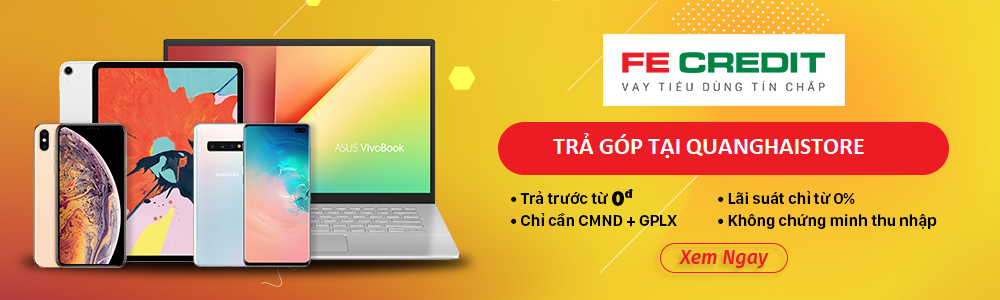 ASUS VivoBook
SAMSUNG
FE CREDIT
VAY TIÊU DÙNG TÍN CHẤP
TRẢ GÓP TẠI QUANGHAISTORE
• Trả trước từ 0đ
• Lãi suất chỉ từ 0%
• Chỉ cần CMND + GPLX
• Không chứng minh thu nhập
Xem Ngay